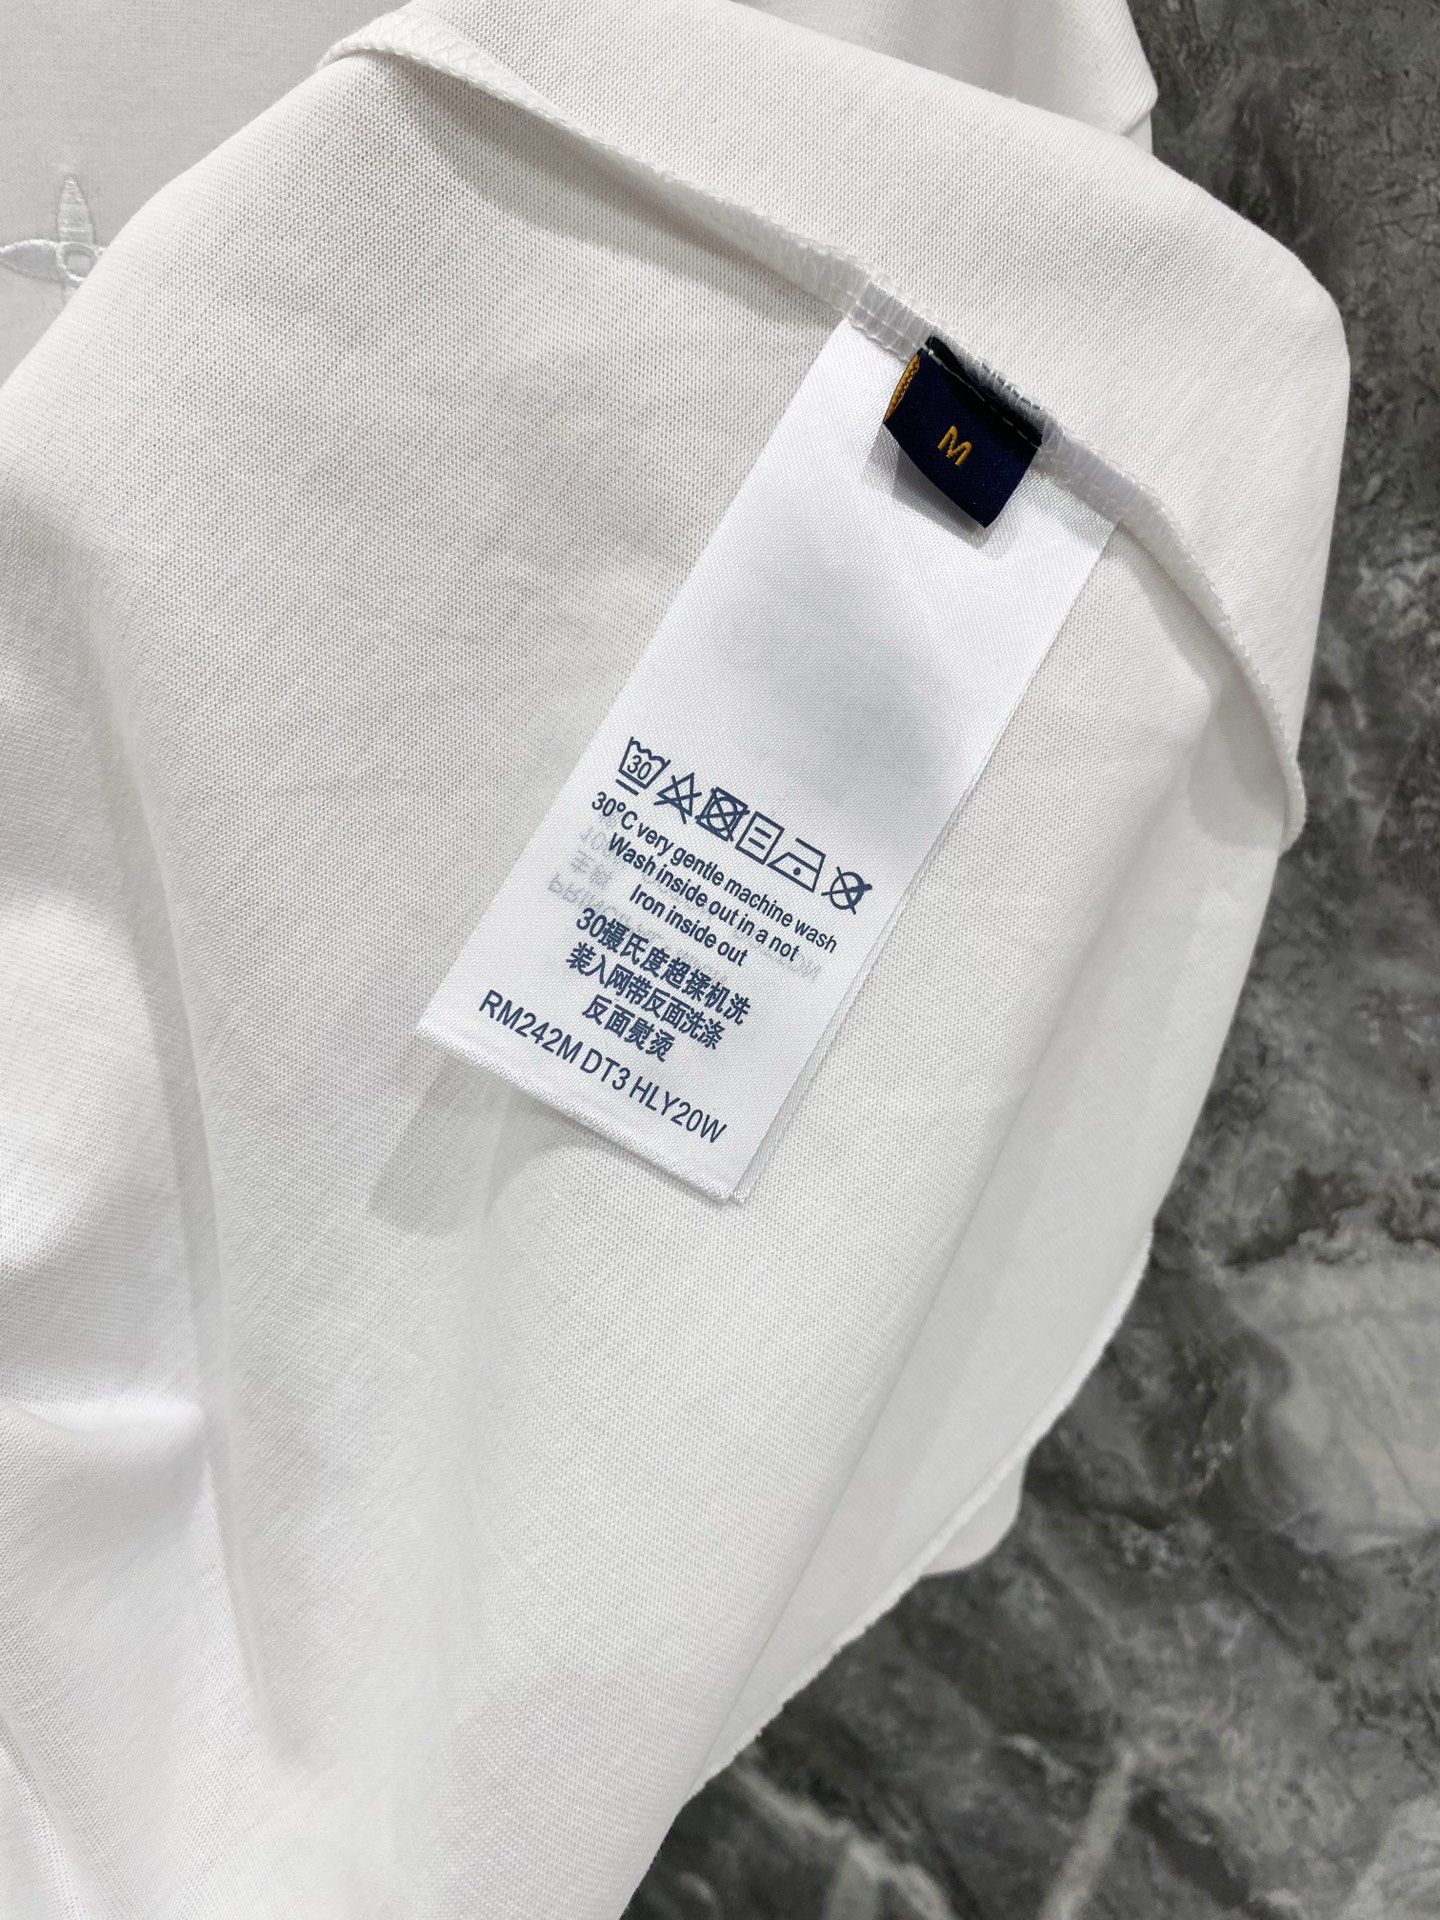 M
30
30°C very gentle machine wash
Wash inside out in a not
Iron inside out
30摄氏度超揉机洗
装入网带反面洗涤
反面熨烫
RM242M DT3 HLY20W